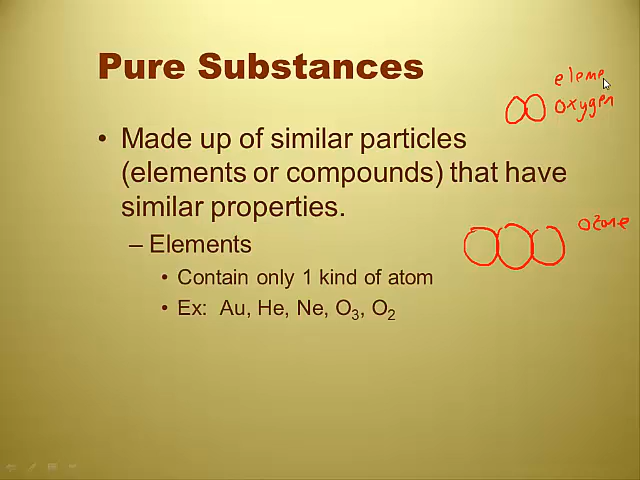 Pure Substances
eleme
oxygen
• Made up of similar particles
(elements or compounds) that have
similar properties.
ozone
– Elements
• Contain only 1 kind of atom
• Ex: Au, He, Ne, O₃, O₂